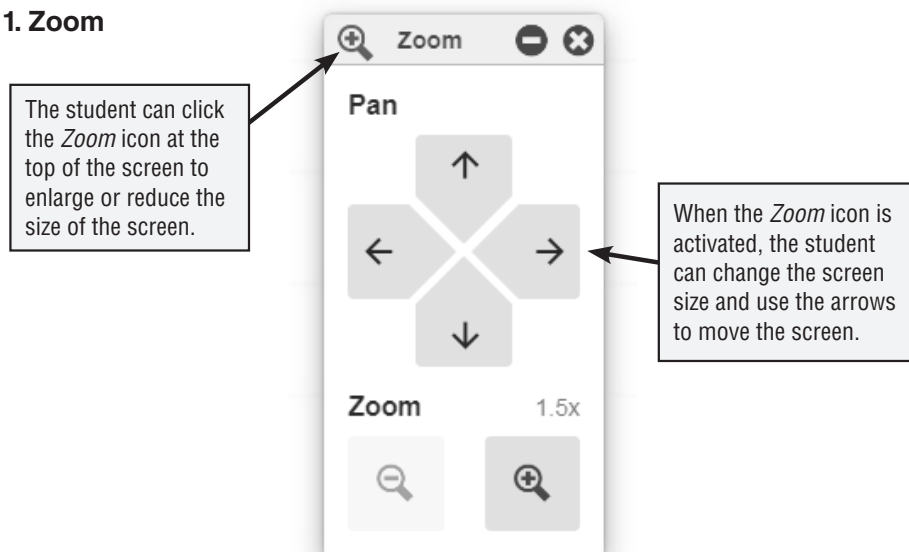 1. Zoom
Zoom
The student can click
the Zoom icon at the
top of the screen to
enlarge or reduce the
size of the screen.
Pan
When the Zoom icon is
activated, the student
can change the screen
size and use the arrows
to move the screen.
Zoom 1.5x